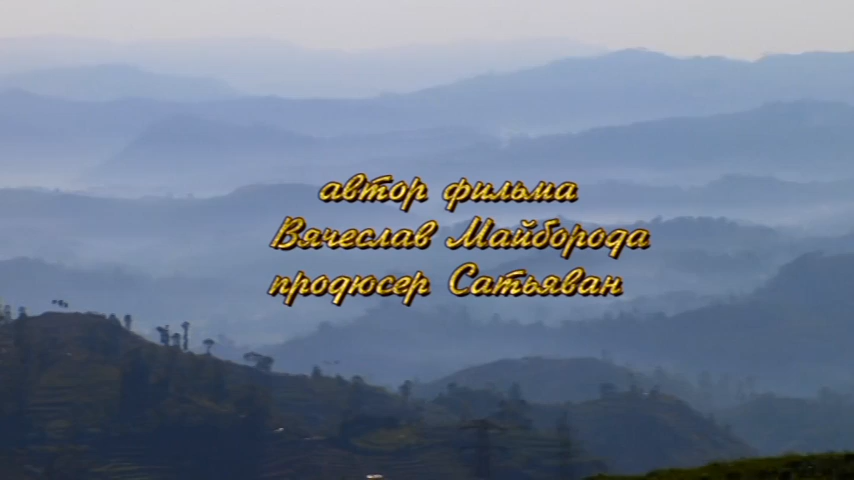 автор фильма
Вячеслав Майборода
продюсер Сатьяван